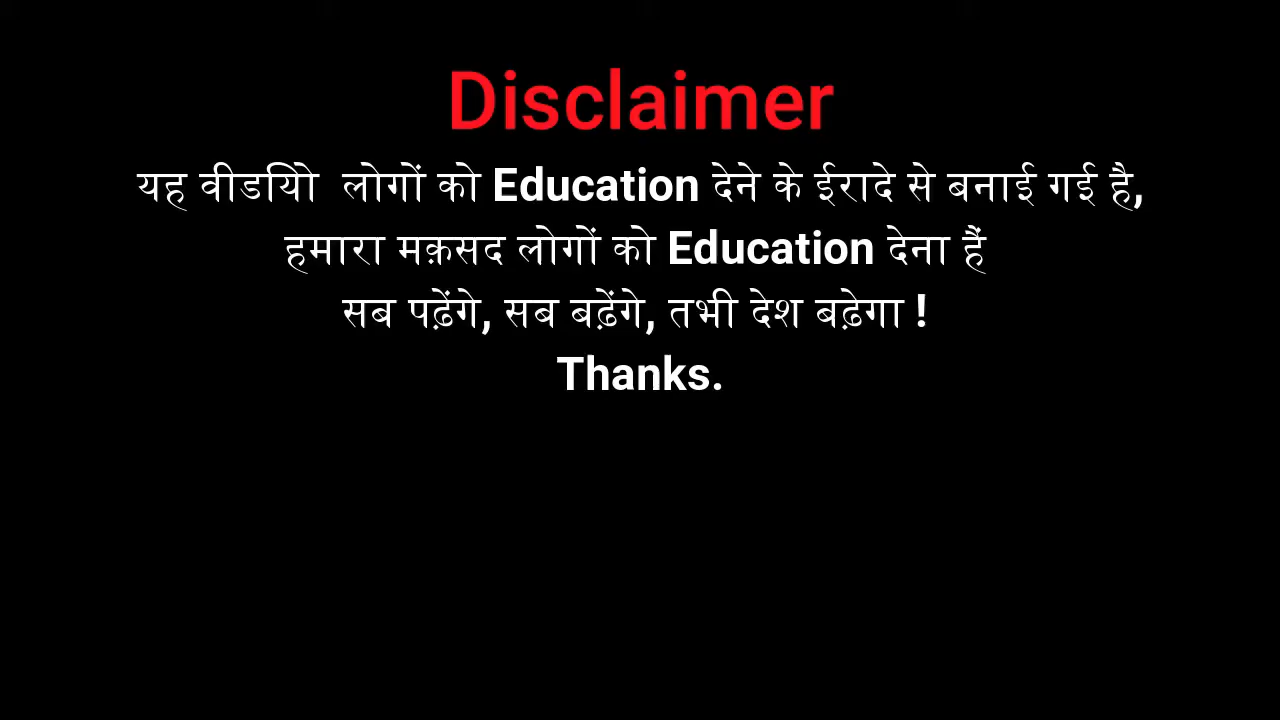 Disclaimer
यह वीडियो लोगों को Education देने के ईरादे से बनाई गई है,
हमारा मक़सद लोगों को Education देना हैं
सब पढ़ेंगे, सब बढ़ेंगे, तभी देश बढ़ेगा !
Thanks.